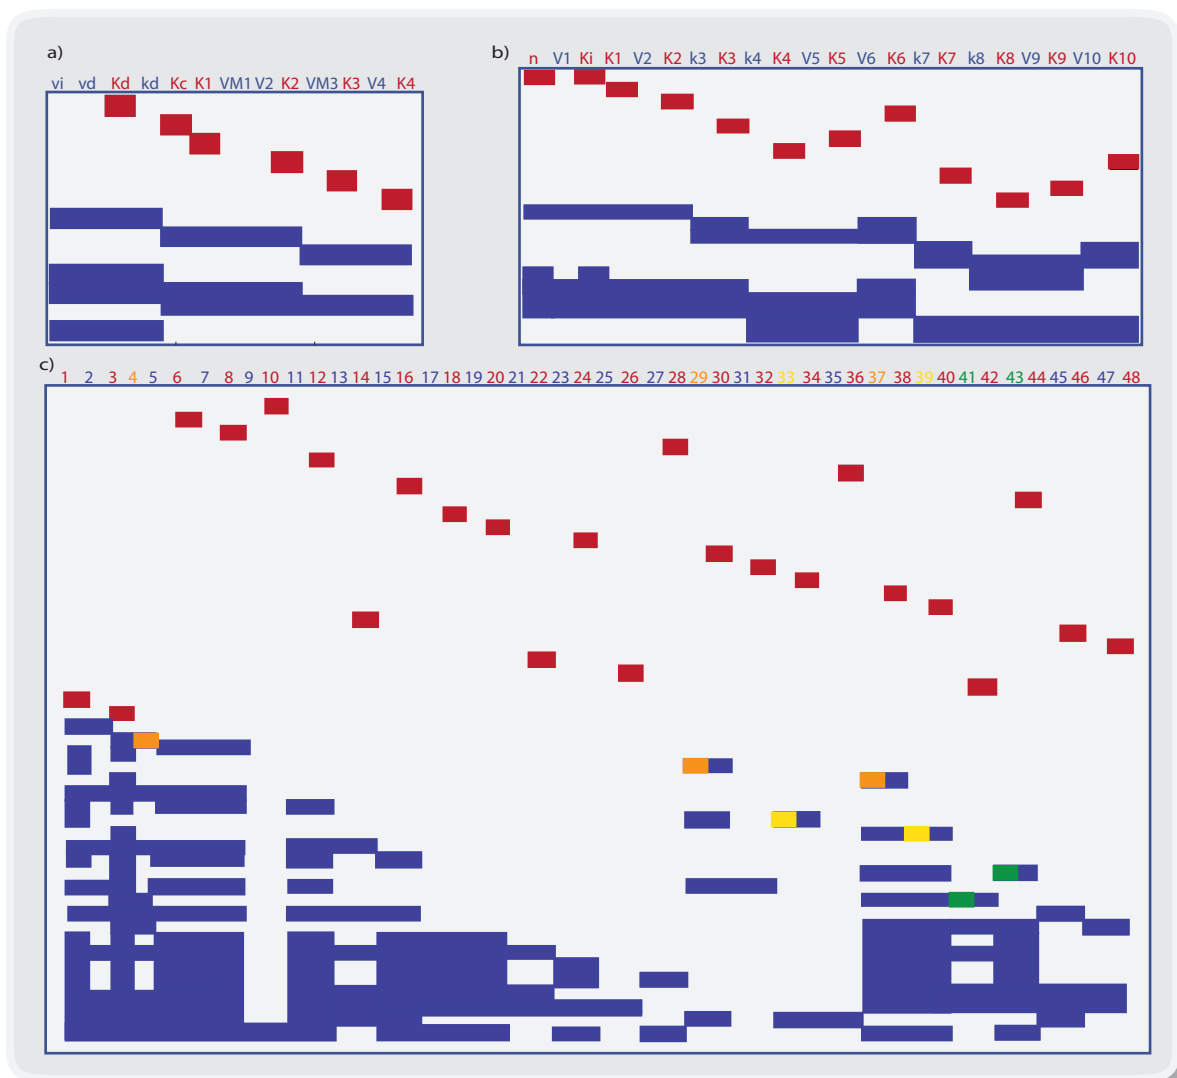 a)
vi vd Kd kd Kc K1 VM1 V2 K2 VM3 K3 V4 K4
b)
n V1 Ki K1 V2 K2 k3 K3 k4 K4 V5 K5 V6 K6 k7 K7 k8 K8 V9 K9 V10 K10
c)
1 2 3 4 5 6 7 8 9 10 11 12 13 14 15 16 17 18 19 20 21 22 23 24 25 26 27 28 29 30 31 32 33 34 35 36 37 38 39 40 41 42 43 44 45 46 47 48